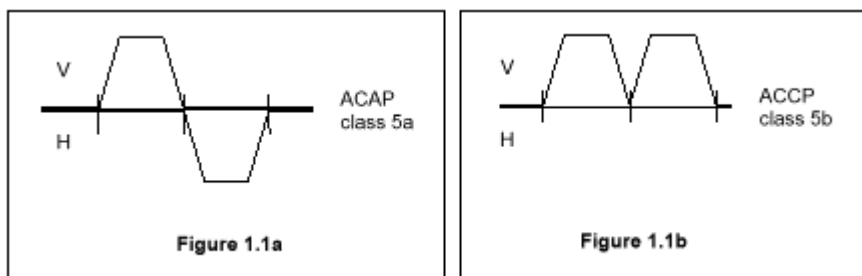 V
H
ACAP
class 5a
Figure 1.1a
V
H
ACCP
class 5b
Figure 1.1b